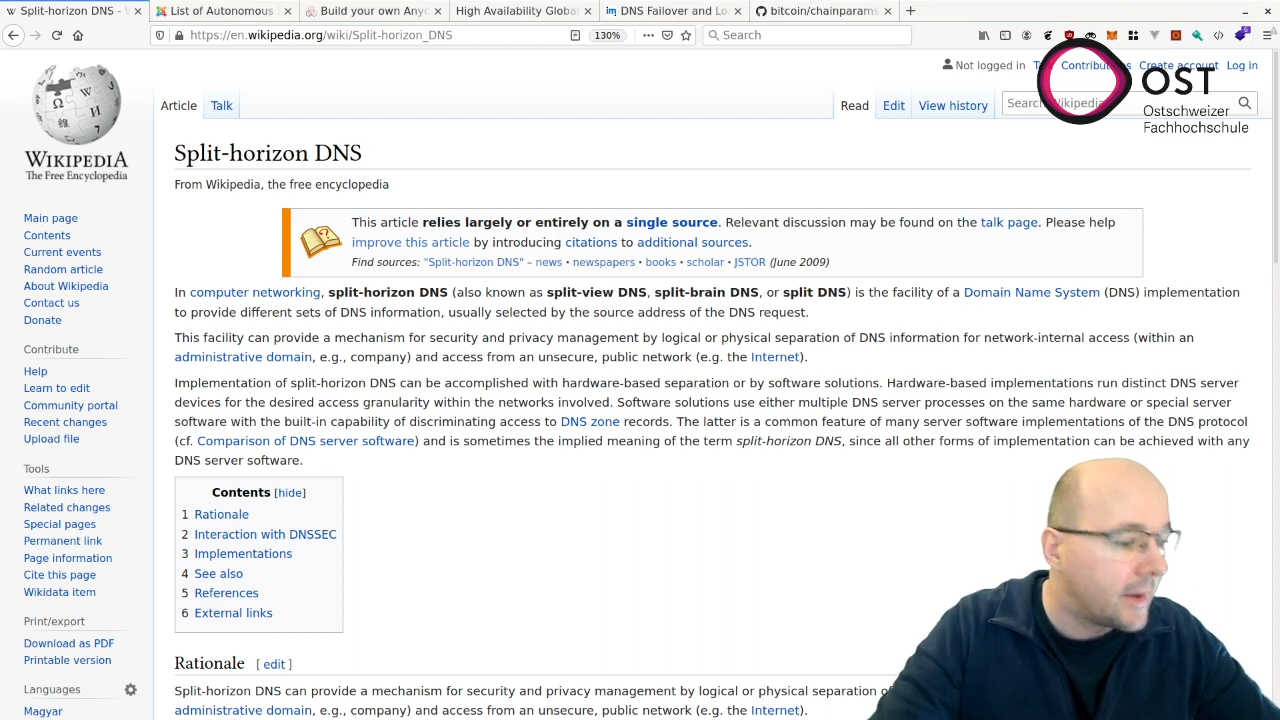 Split-horizon DNS -
List of Autonomous
Build your own Any
High Availability Global
DNS Failover and Lo
bitcoin/chainparams
https://en.wikipedia.org/wiki/Split-horizon_DNS
130%
Search
Not logged in
Contributions
Create account
Log in
OST
Ostschweizer
Fachhochschule
WIKIPEDIA
The Free Encyclopedia
Article
Talk
Read
Edit
View history
Search Wikipedia
Main page
Contents
Current events
Random article
About Wikipedia
Contact us
Donate
Contribute
Help
Learn to edit
Community portal
Recent changes
Upload file
Tools
What links here
Related changes
Special pages
Permanent link
Page information
Cite this page
Wikidata item
Print/export
Download as PDF
Printable version
Languages
Magyar
Split-horizon DNS
From Wikipedia, the free encyclopedia
This article relies largely or entirely on a single source. Relevant discussion may be found on the talk page. Please help
improve this article by introducing citations to additional sources.
Find sources: "Split-horizon DNS" – news · newspapers · books · scholar · JSTOR (June 2009)
In computer networking, split-horizon DNS (also known as split-view DNS, split-brain DNS, or split DNS) is the facility of a Domain Name System (DNS) implementation
to provide different sets of DNS information, usually selected by the source address of the DNS request.
This facility can provide a mechanism for security and privacy management by logical or physical separation of DNS information for network-internal access (within an
administrative domain, e.g., company) and access from an unsecure, public network (e.g. the Internet).
Implementation of split-horizon DNS can be accomplished with hardware-based separation or by software solutions. Hardware-based implementations run distinct DNS server
devices for the desired access granularity within the networks involved. Software solutions use either multiple DNS server processes on the same hardware or special server
software with the built-in capability of discriminating access to DNS zone records. The latter is a common feature of many server software implementations of the DNS protocol
(cf. Comparison of DNS server software) and is sometimes the implied meaning of the term split-horizon DNS, since all other forms of implementation can be achieved with any
DNS server software.
Contents [hide]
1 Rationale
2 Interaction with DNSSEC
3 Implementations
4 See also
5 References
6 External links
Rationale [ edit ]
Split-horizon DNS can provide a mechanism for security and privacy management by logical or physical separation
administrative domain, e.g., company) and access from an unsecure, public network (e.g. the Internet).